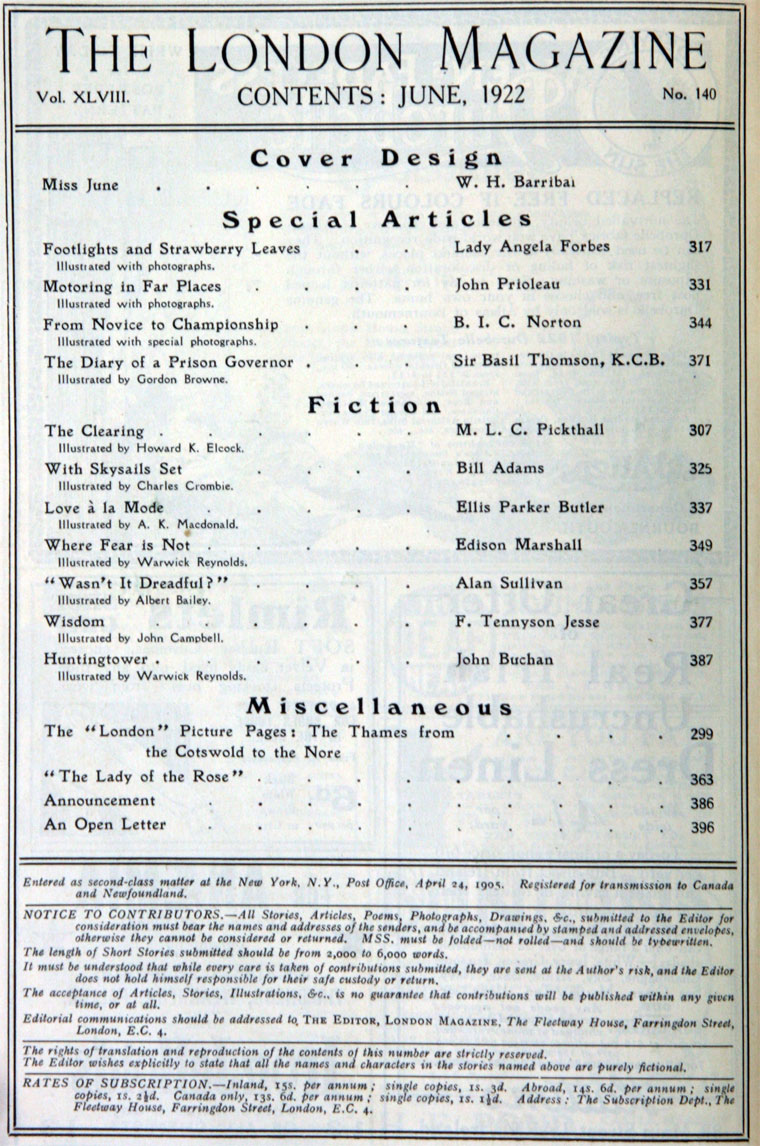 THE LONDON MAGAZINE
Vol. XLVIII. CONTENTS: JUNE, 1922 No. 140
Cover Design
Miss June . . . . . . . W. H. Barribal
Special Articles
Footlights and Strawberry Leaves . . . Lady Angela Forbes 317
Illustrated with photographs.
Motoring in Far Places . . . . . John Prioleau 331
Illustrated with photographs.
From Novice to Championship . . . . B. I. C. Norton 344
Illustrated with special photographs.
The Diary of a Prison Governor . . . . Sir Basil Thomson, K.C.B. 371
Illustrated by Gordon Browne.
Fiction
The Clearing . . . . . . M. L. C. Pickthall 307
Illustrated by Howard K. Elcock.
With Skysails Set . . . . Bill Adams 325
Illustrated by Charles Crombie.
Love à la Mode . . . . Ellis Parker Butler 337
Illustrated by A. K. Macdonald.
Where Fear is Not . . . . Edison Marshall 349
Illustrated by Warwick Reynolds.
"Wasn't It Dreadful?" . . . . Alan Sullivan 357
Illustrated by Albert Bailey.
Wisdom . . . . . F. Tennyson Jesse 377
Illustrated by John Campbell.
Huntingtower . . . . . . John Buchan 387
Illustrated by Warwick Reynolds.
Miscellaneous
The "London" Picture Pages: The Thames from . . . . . 299
the Cotswold to the Nore
"The Lady of the Rose" . . . . . . . . . 363
Announcement . . . . . . . . . . 386
An Open Letter . . . . . . . . . 396
Entered as second-class matter at the New York, N.Y., Post Office, April 24, 1905. Registered for transmission to Canada
and Newfoundland.
NOTICE TO CONTRIBUTORS.—All Stories, Articles, Poems, Photographs, Drawings, &c., submitted to the Editor for
consideration must bear the names and addresses of the senders, and be accompanied by stamped and addressed envelopes,
otherwise they cannot be considered or returned. MSS. must be folded—not rolled—and should be typewritten.
The length of Short Stories submitted should be from 2,000 to 6,000 words.
It must be understood that while every care is taken of contributions submitted, they are sent at the Author's risk, and the Editor
does not hold himself responsible for their safe custody or return.
The acceptance of Articles, Stories, Illustrations, &c., is no guarantee that contributions will be published within any given
time, or at all.
Editorial communications should be addressed to THE EDITOR, LONDON MAGAZINE, The Fleetway House, Farringdon Street,
London, E.C. 4.
The rights of translation and reproduction of the contents of this number are strictly reserved.
The Editor wishes explicitly to state that all the names and characters in the stories named above are purely fictional.
RATES OF SUBSCRIPTION.—Inland, 15s. per annum; single copies, 1s. 3d. Abroad, 14s. 6d. per annum; single
copies, 1s. 2½d. Canada only, 13s. 6d. per annum; single copies, 1s. 1½d. Address: The Subscription Dept., The
Fleetway House, Farringdon Street, London, E.C. 4.